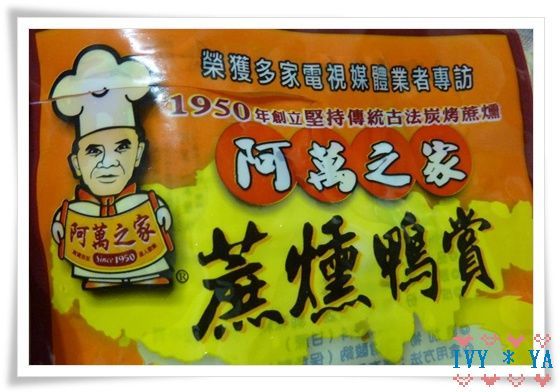 榮獲多家電視媒體業者專訪
1950年創立堅持傳統古法炭烤蔗燻
阿萬之家
阿萬之家
Since 1950
®
蔗燻鴨賞
IVY * YA